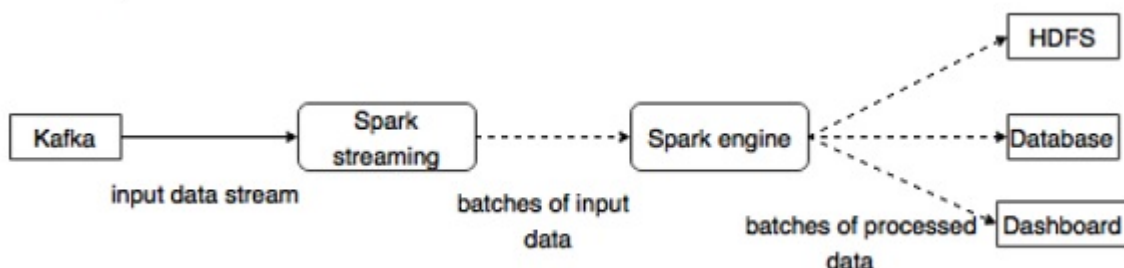 HDFS
Kafka
Spark
streaming
Spark engine
Database
input data stream
batches of input
data
batches of processed
data
Dashboard